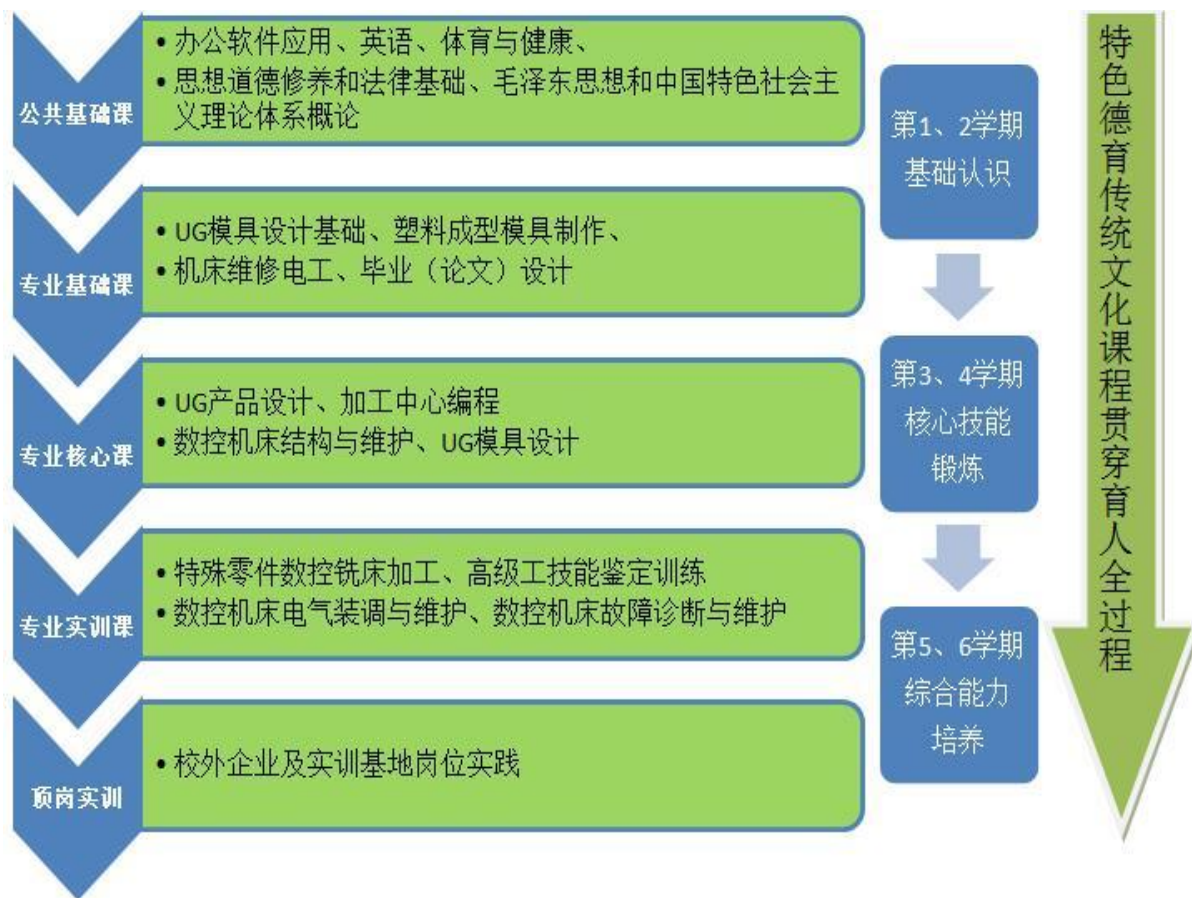 公共基础课
• 办公软件应用、英语、体育与健康、
• 思想道德修养和法律基础、毛泽东思想和中国特色社会主
义理论体系概论
专业基础课
• UG模具设计基础、塑料成型模具制作、
• 机床维修电工、毕业（论文）设计
专业核心课
• UG产品设计、加工中心编程
• 数控机床结构与维护、UG模具设计
专业实训课
• 特殊零件数控铣床加工、高级工技能鉴定训练
• 数控机床电气装调与维护、数控机床故障诊断与维护
顶岗实训
• 校外企业及实训基地岗位实践
第1、2学期
基础认识
第3、4学期
核心技能
锻炼
第5、6学期
综合能力
培养
特色德育传统文化课程贯穿育人全过程